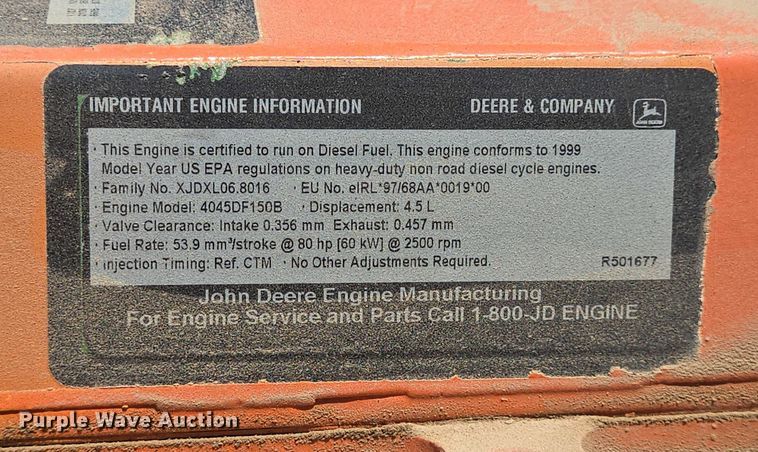 IMPORTANT ENGINE INFORMATION DEERE & COMPANY
JOHN DEERE
· This Engine is certified to run on Diesel Fuel. This engine conforms to 1999
Model Year US EPA regulations on heavy-duty non road diesel cycle engines.
· Family No. XJDXL06.8016 · EU No. eIRL*97/68AA*0019*00
· Engine Model: 4045DF150B · Displacement: 4.5 L
· Valve Clearance: Intake 0.356 mm Exhaust: 0.457 mm
· Fuel Rate: 53.9 mm³/stroke @ 80 hp [60 kW] @ 2500 rpm
· injection Timing: Ref. CTM · No Other Adjustments Required. R501677
John Deere Engine Manufacturing
For Engine Service and Parts Call 1-800-JD ENGINE
Purple Wave Auction